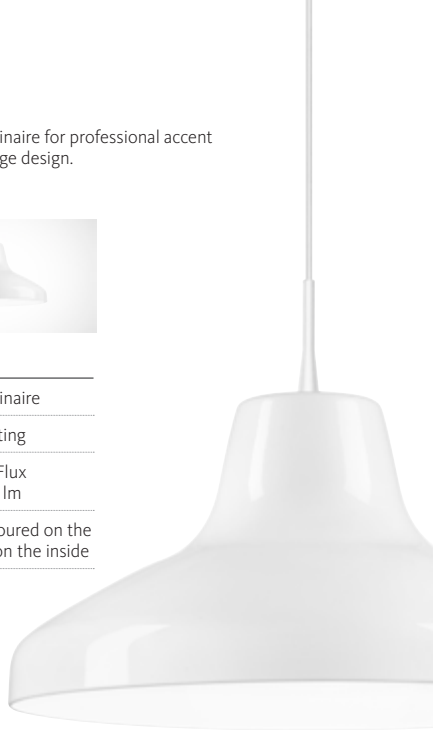 inaire for professional accent
ge design.
inaire
ting
Flux
lm
oured on the
on the inside